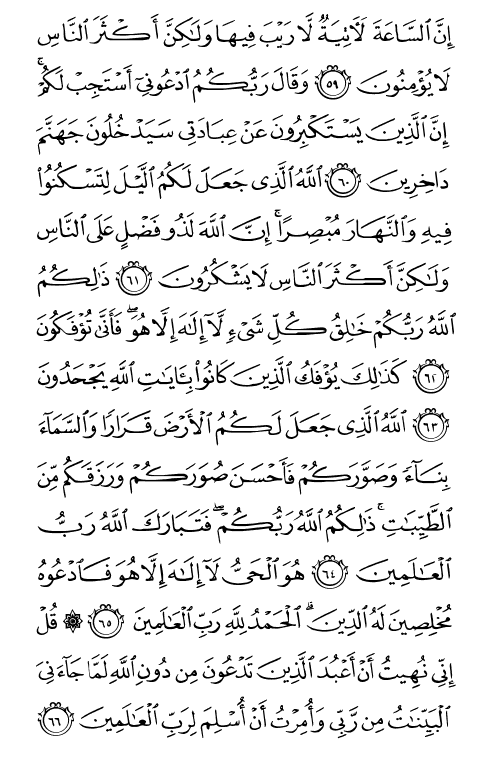 إِنَّ ٱلسَّاعَةَ لَءَاتِيَةٌ لَّا رَيْبَ فِيهَا وَلَٰكِنَّ أَكْثَرَ ٱلنَّاسِ
لَا يُؤْمِنُونَ ۝٥٩ وَقَالَ رَبُّكُمُ ٱدْعُونِىٓ أَسْتَجِبْ لَكُمْ ۚ
إِنَّ ٱلَّذِينَ يَسْتَكْبِرُونَ عَنْ عِبَادَتِى سَيَدْخُلُونَ جَهَنَّمَ
دَاخِرِينَ ۝٦٠ ٱللَّهُ ٱلَّذِى جَعَلَ لَكُمُ ٱلَّيْلَ لِتَسْكُنُوا۟
فِيهِ وَٱلنَّهَارَ مُبْصِرًا ۚ إِنَّ ٱللَّهَ لَذُو فَضْلٍ عَلَى ٱلنَّاسِ
وَلَٰكِنَّ أَكْثَرَ ٱلنَّاسِ لَا يَشْكُرُونَ ۝٦١ ذَٰلِكُمُ
ٱللَّهُ رَبُّكُمْ خَٰلِقُ كُلِّ شَىْءٍ لَّآ إِلَٰهَ إِلَّا هُوَ ۖ فَأَنَّىٰ تُؤْفَكُونَ
۝٦٢ كَذَٰلِكَ يُؤْفَكُ ٱلَّذِينَ كَانُوا۟ بِـَٔايَٰتِ ٱللَّهِ يَجْحَدُونَ
۝٦٣ ٱللَّهُ ٱلَّذِى جَعَلَ لَكُمُ ٱلْأَرْضَ قَرَارًا وَٱلسَّمَآءَ
بِنَآءً وَصَوَّرَكُمْ فَأَحْسَنَ صُوَرَكُمْ وَرَزَقَكُم مِّنَ
ٱلطَّيِّبَٰتِ ۚ ذَٰلِكُمُ ٱللَّهُ رَبُّكُمْ ۖ فَتَبَارَكَ ٱللَّهُ رَبُّ
ٱلْعَٰلَمِينَ ۝٦٤ هُوَ ٱلْحَىُّ لَآ إِلَٰهَ إِلَّا هُوَ فَٱدْعُوهُ
مُخْلِصِينَ لَهُ ٱلدِّينَ ۗ ٱلْحَمْدُ لِلَّهِ رَبِّ ٱلْعَٰلَمِينَ ۝٦٥ ۞ قُلْ
إِنِّى نُهِيتُ أَنْ أَعْبُدَ ٱلَّذِينَ تَدْعُونَ مِن دُونِ ٱللَّهِ لَمَّا جَآءَنِىَ
ٱلْبَيِّنَٰتُ مِن رَّبِّى وَأُمِرْتُ أَنْ أُسْلِمَ لِرَبِّ ٱلْعَٰلَمِينَ ۝٦٦